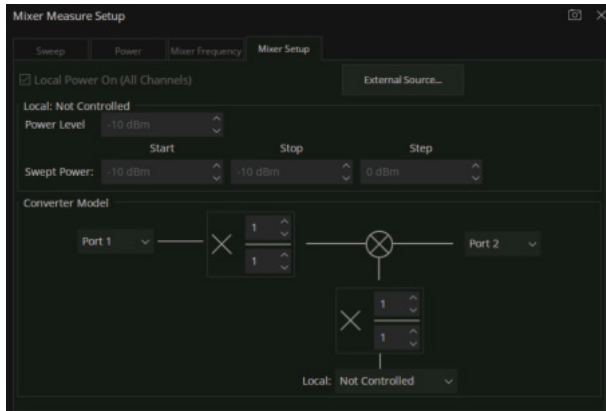 Mixer Measure Setup
Sweep Power Mixer Frequency Mixer Setup
Local Power On (All Channels) External Source...
Local: Not Controlled
Power Level -10 dBm
Start Stop Step
Swept Power: -10 dBm -10 dBm 0 dBm
Converter Model
1
Port 1 Port 2
1
1
1
Local: Not Controlled